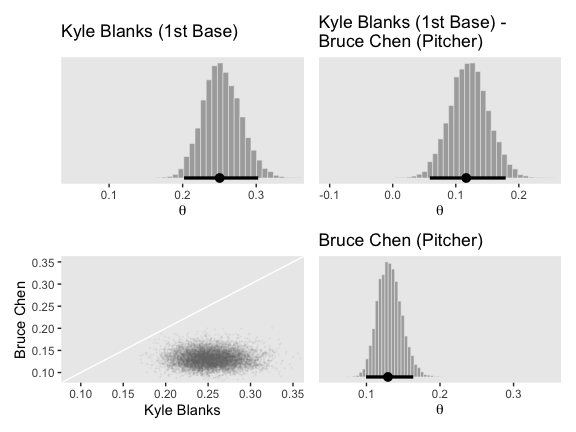 Kyle Blanks (1st Base)
Kyle Blanks (1st Base) -
Bruce Chen (Pitcher)
0.1 0.2 0.3
θ
-0.1 0.0 0.1 0.2
θ
Bruce Chen (Pitcher)
Bruce Chen
0.35
0.30
0.25
0.20
0.15
0.10
0.10 0.15 0.20 0.25 0.30 0.35
Kyle Blanks
0.1 0.2 0.3
θ